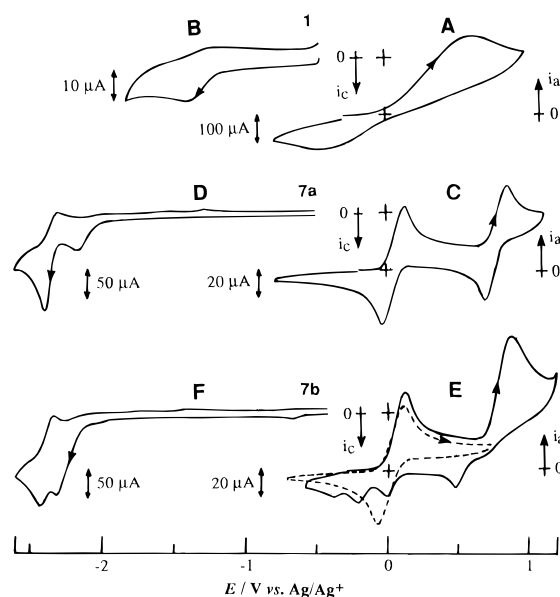 B 1 A
10 µA 0 i_c i_a
100 µA 0
D 7a C
0 i_c i_a
50 µA 20 µA 0
F 7b E
0 i_c i_a
50 µA 20 µA 0
-2 -1 0 1
E / V vs. Ag/Ag⁺